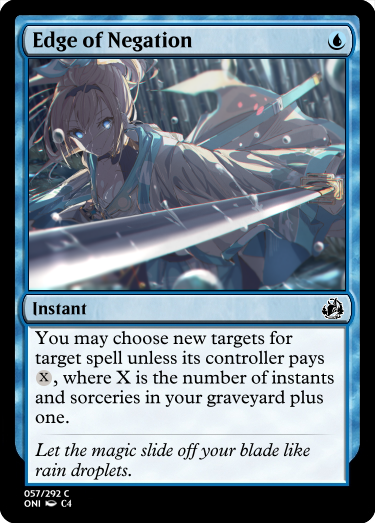 Edge of Negation
Instant
You may choose new targets for
target spell unless its controller pays
X, where X is the number of instants
and sorceries in your graveyard plus
one.
Let the magic slide off your blade like
rain droplets.
057/292 C
ONI C4